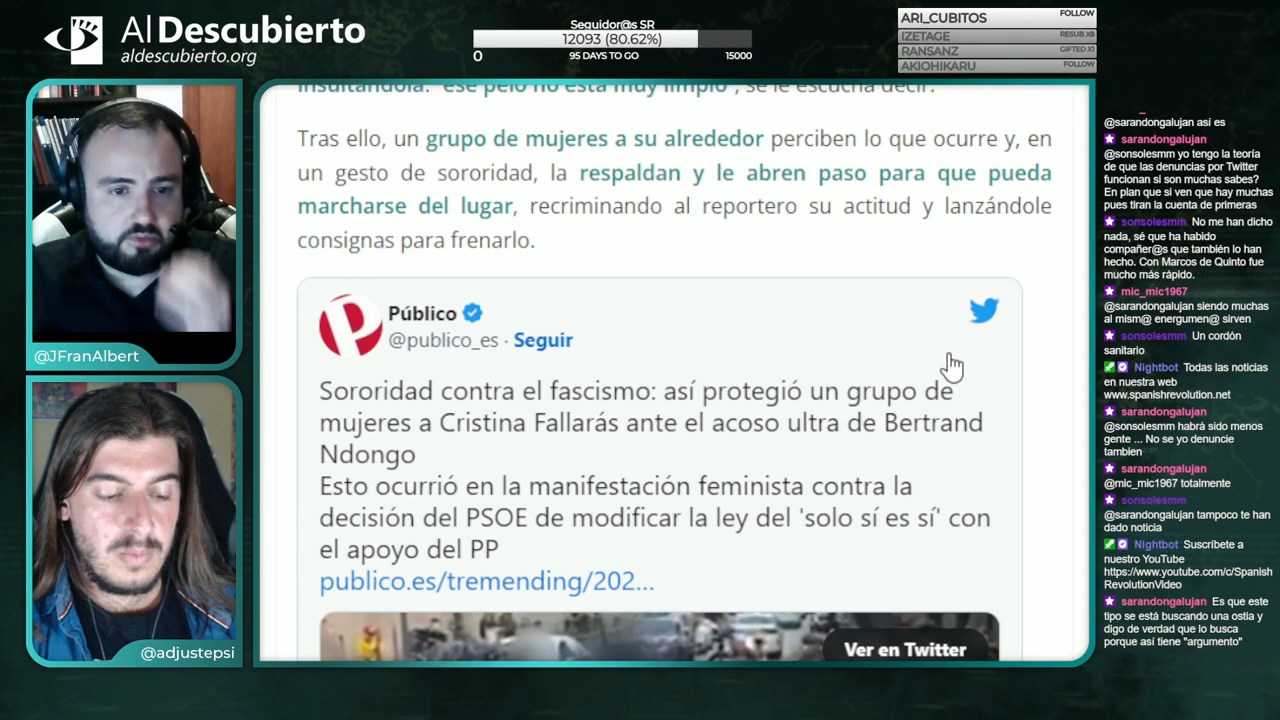 Al Descubierto
aldescubierto.org
Seguidor@s SR
12093 (80.62%)
0
95 DAYS TO GO
15000
ARI_CUBITOS FOLLOW
IZETAGE RESUB X8
RANSANZ GIFTED X1
AKIOHIKARU FOLLOW
@JFranAlbert
@adjustepsi
insultándola: "ese pelo no está muy limpio", se le escucha decir.
Tras ello, un grupo de mujeres a su alrededor perciben lo que ocurre y, en
un gesto de sororidad, la respaldan y le abren paso para que pueda
marcharse del lugar, recriminando al reportero su actitud y lanzándole
consignas para frenarlo.
Público
@publico_es · Seguir
Sororidad contra el fascismo: así protegió un grupo de
mujeres a Cristina Fallarás ante el acoso ultra de Bertrand
Ndongo
Esto ocurrió en la manifestación feminista contra la
decisión del PSOE de modificar la ley del 'solo sí es sí' con
el apoyo del PP
publico.es/tremending/202...
Ver en Twitter
@sarandongalujan así es
sarandongalujan
@sonsolesmm yo tengo la teoría
de que las denuncias por Twitter
funcionan si son muchas sabes?
En plan que si ven que hay muchas
pues tiran la cuenta de primeras
sonsolesmm No me han dicho
nada, sé que ha habido
compañer@s que también lo han
hecho. Con Marcos de Quinto fue
mucho más rápido.
mic_mic1967
@sarandongalujan siendo muchas
al mism@ energumen@ sirven
sonsolesmm Un cordón
sanitario
Nightbot Todas las noticias
en nuestra web
www.spanishrevolution.net
sarandongalujan
@sonsolesmm habrá sido menos
gente ... No se yo denuncie
tambien
sarandongalujan
@mic_mic1967 totalmente
sonsolesmm
@sarandongalujan tampoco te han
dado noticia
Nightbot Suscríbete a
nuestro YouTube
https://www.youtube.com/c/Spanish
RevolutionVideo
sarandongalujan Es que este
tipo se está buscando una ostia y
digo de verdad que lo busca
porque así tiene "argumento"